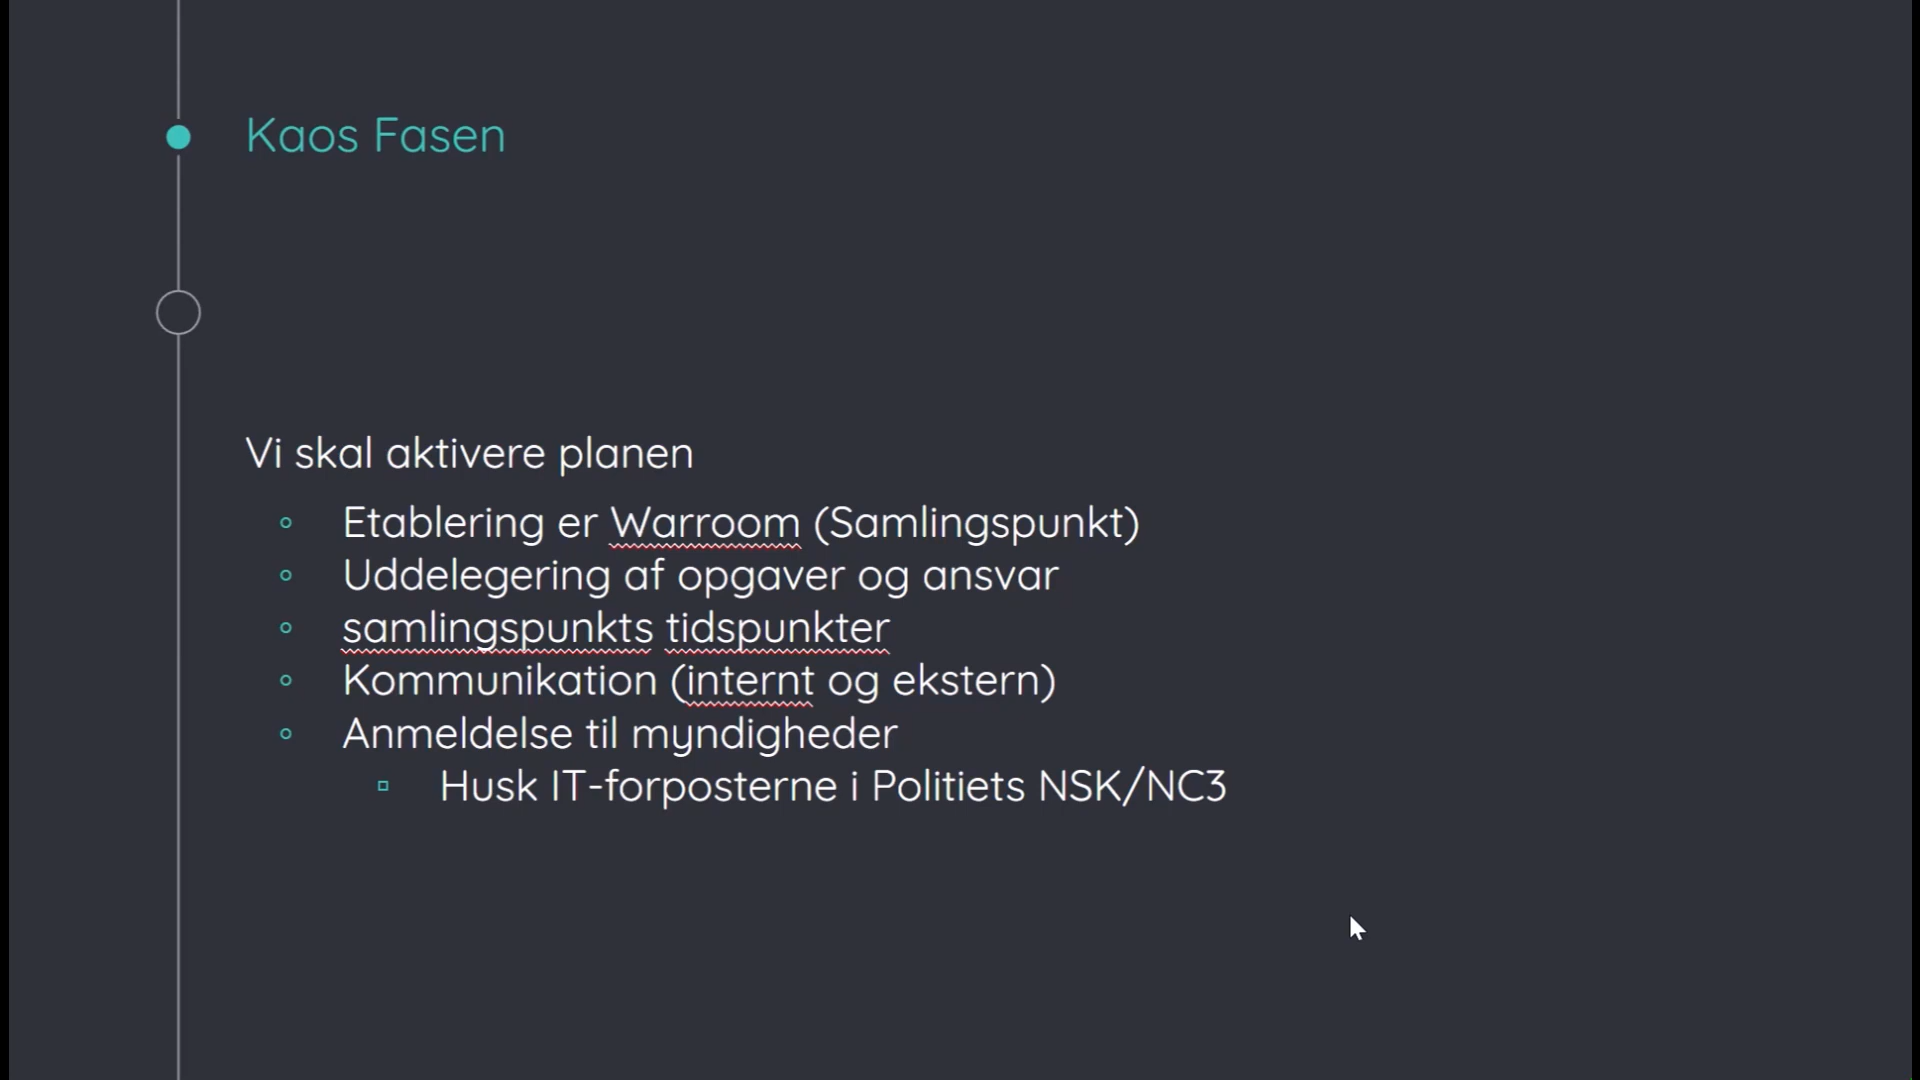 Kaos Fasen
Vi skal aktivere planen
Etablering er Warroom (Samlingspunkt)
Uddelegering af opgaver og ansvar
samlingspunkts tidspunkter
Kommunikation (internt og ekstern)
Anmeldelse til myndigheder
Husk IT-forposterne i Politiets NSK/NC3